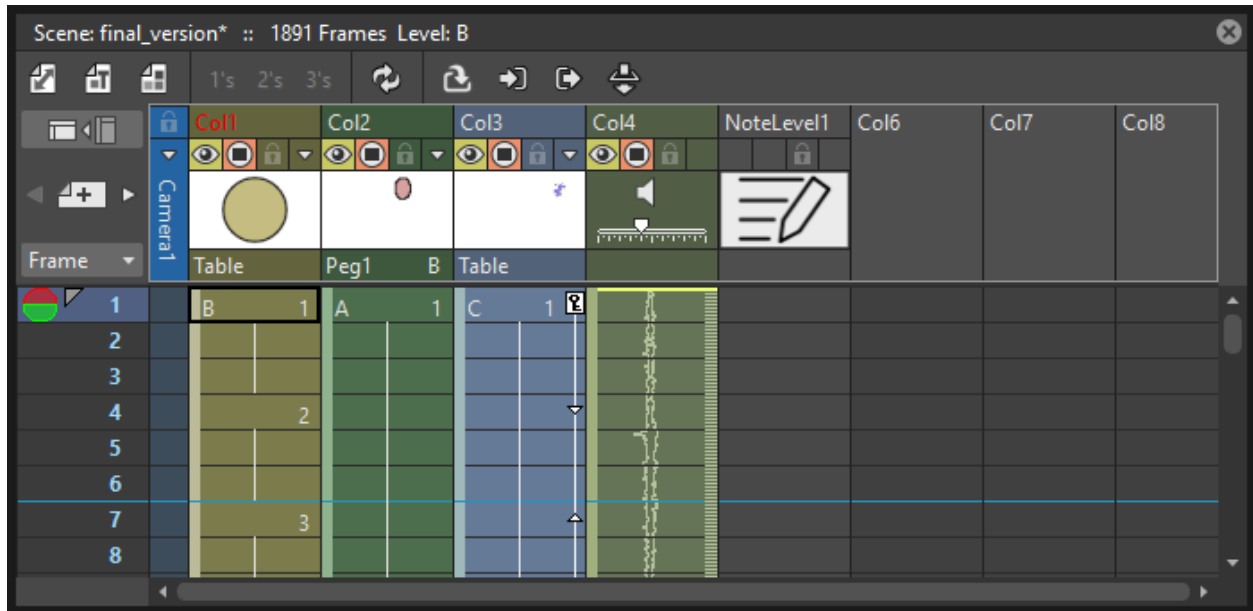 Scene: final_version* :: 1891 Frames Level: B
1's 2's 3's
Col1 Col2 Col3 Col4 NoteLevel1 Col6 Col7 Col8
Camera1
Frame
Table Peg1 B Table
1 B 1 A 1 C 1
2
3
4 2
5
6
7 3
8